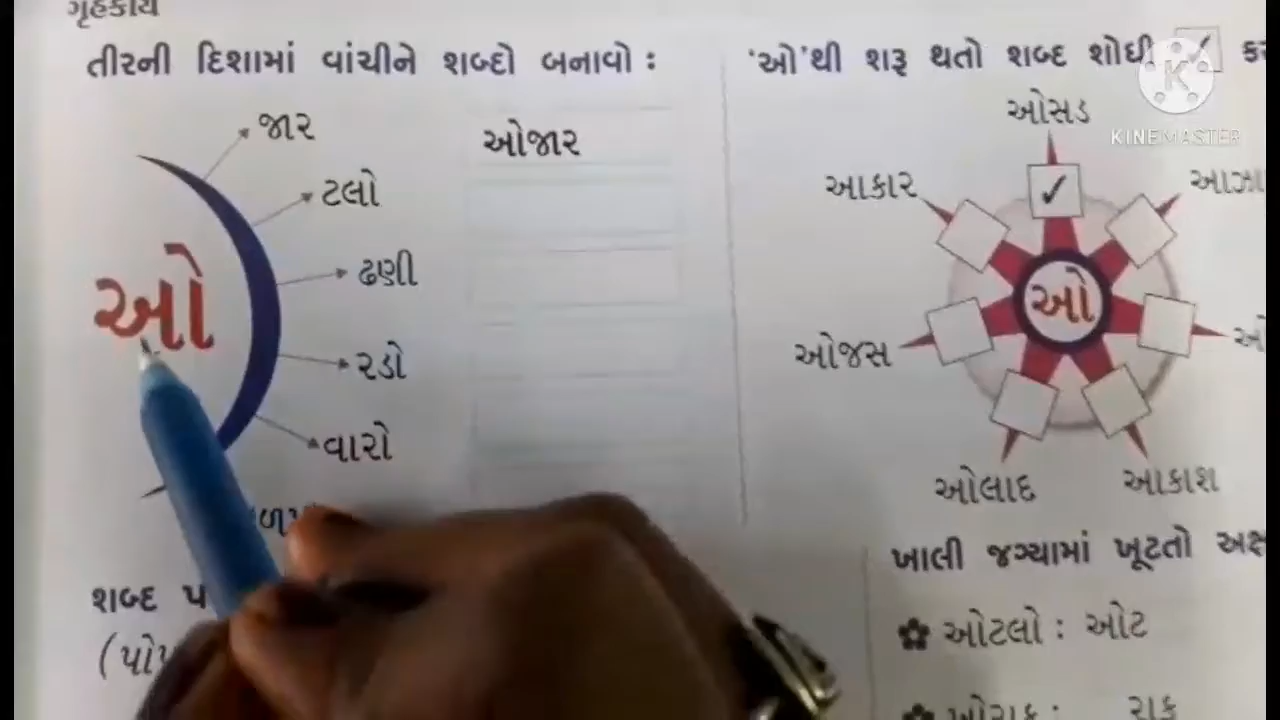 ગૃહકાર્ય
તીરની દિશામાં વાંચીને શબ્દો બનાવો :
જાર
ઓજાર
ટલો
ઢણી
ઓ
રડો
વારો
શબ્દ
'ઓ'થી શરૂ થતો શબ્દ શોધી ✓
KINEMASTER
ઓસડ
આકાર
✓
ઓ
ઓજસ
ઓલાદ
આકાશ
ખાલી જગ્યામાં ખૂટતો
ઓટલો : ઓટ